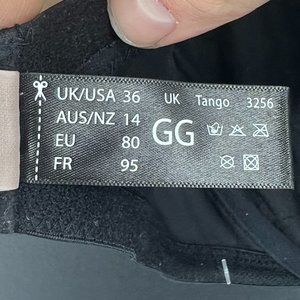 UK/USA 36 UK Tango 3256
AUS/NZ 14 GG
EU 80
FR 95